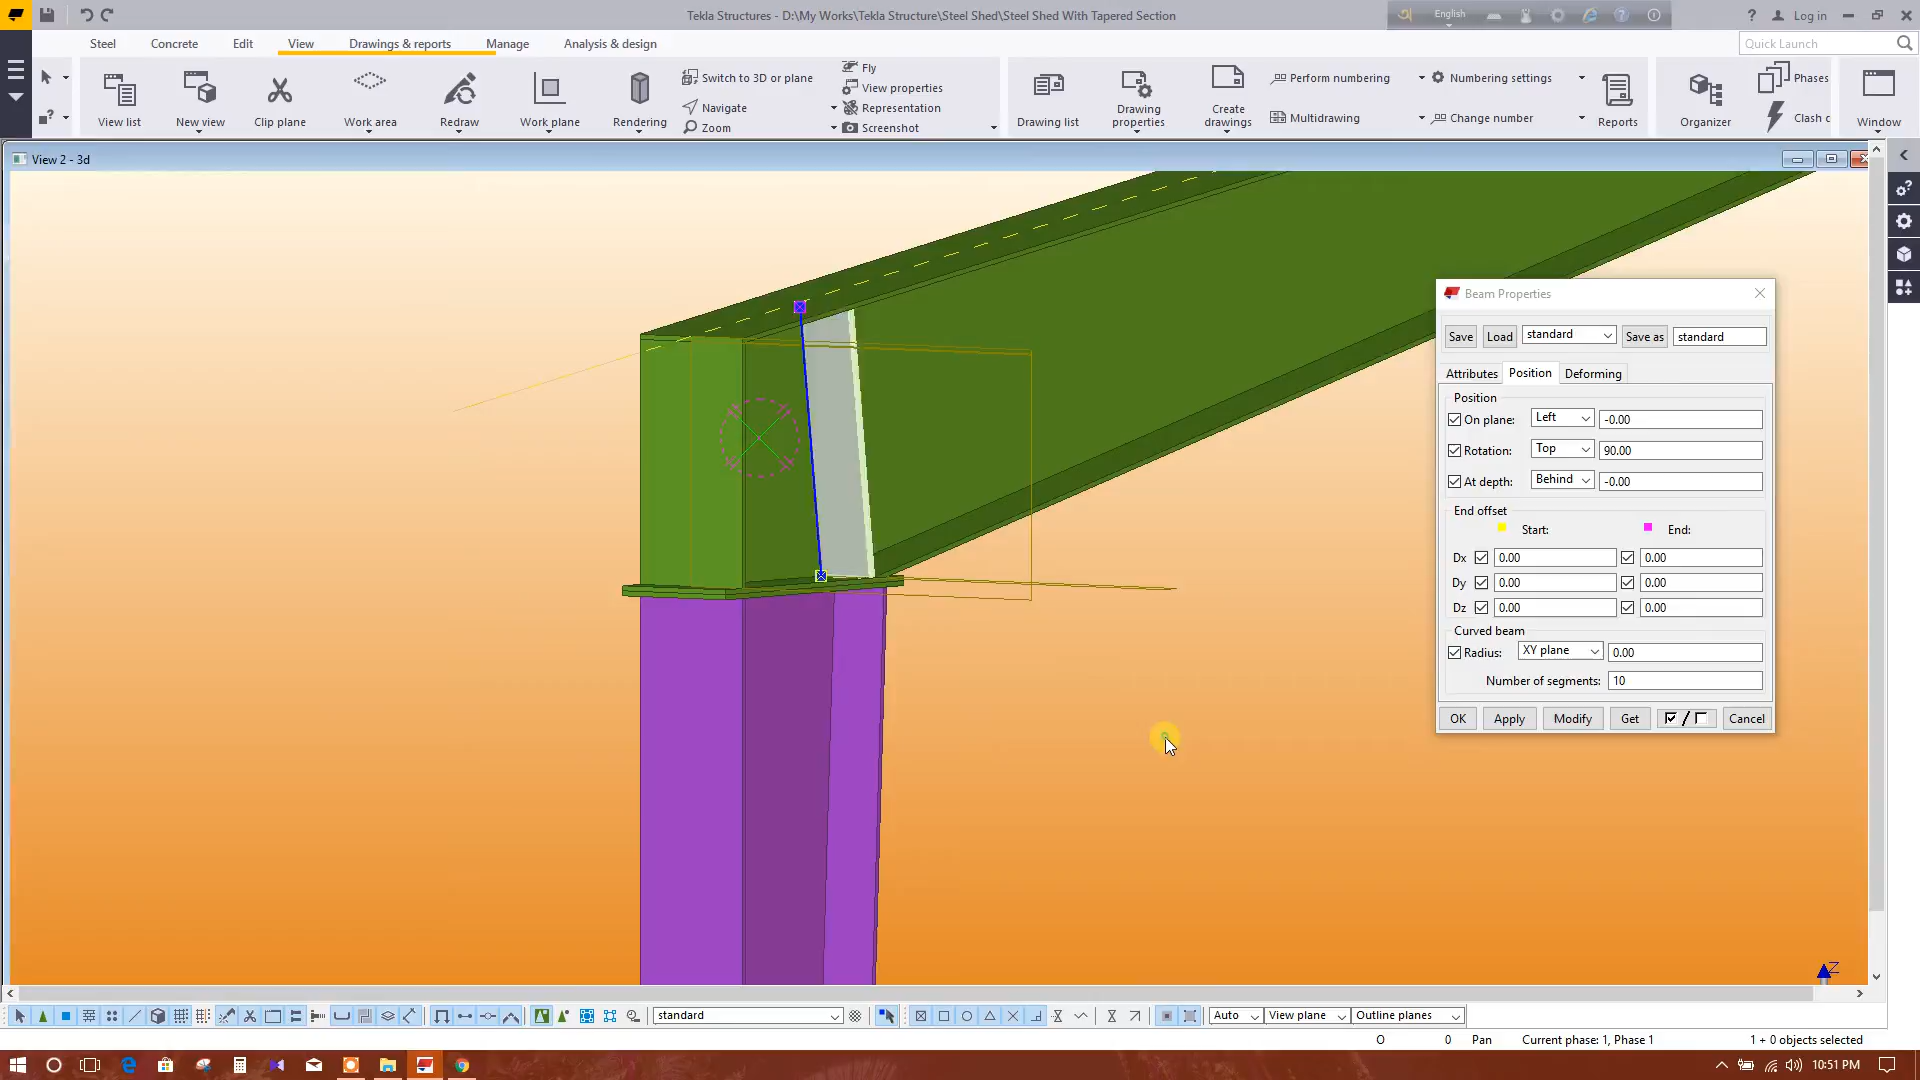 Tekla Structures - D:\My Works\Tekla Structure\Steel Shed\Steel Shed With Tapered Section
English
Log in
Steel
Concrete
Edit
View
Drawings & reports
Manage
Analysis & design
Quick Launch
View list
New view
Clip plane
Work area
Redraw
Work plane
Rendering
Switch to 3D or plane
Navigate
Zoom
Fly
View properties
Representation
Screenshot
Drawing list
Drawing properties
Create drawings
Perform numbering
Multidrawing
Numbering settings
Change number
Reports
Organizer
Phases
Clash c
Window
View 2 - 3d
Beam Properties
Save
Load
standard
Save as
standard
Attributes
Position
Deforming
Position
On plane: Left -0.00
Rotation: Top 90.00
At depth: Behind -0.00
End offset
Start: End:
Dx 0.00 0.00
Dy 0.00 0.00
Dz 0.00 0.00
Curved beam
Radius: XY plane 0.00
Number of segments: 10
OK
Apply
Modify
Get
/
Cancel
Z
standard
Auto
View plane
Outline planes
O 0 Pan Current phase: 1, Phase 1 1 + 0 objects selected
10:51 PM